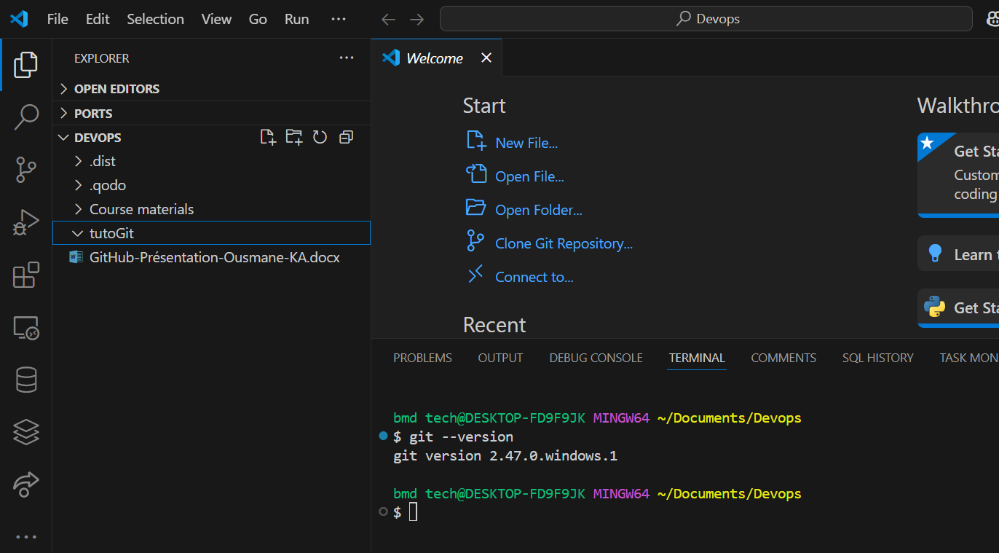 File Edit Selection View Go Run ···
Devops
EXPLORER
OPEN EDITORS
PORTS
DEVOPS
.dist
.qodo
Course materials
tutoGit
GitHub-Présentation-Ousmane-KA.docx
Welcome
Start
New File...
Open File...
Open Folder...
Clone Git Repository...
Connect to...
Recent
Walkthro
Get Sta
Custom
coding
Learn t
Get Sta
PROBLEMS OUTPUT DEBUG CONSOLE TERMINAL COMMENTS SQL HISTORY TASK MON
bmd tech@DESKTOP-FD9F9JK MINGW64 ~/Documents/Devops
$ git --version
git version 2.47.0.windows.1
bmd tech@DESKTOP-FD9F9JK MINGW64 ~/Documents/Devops
$